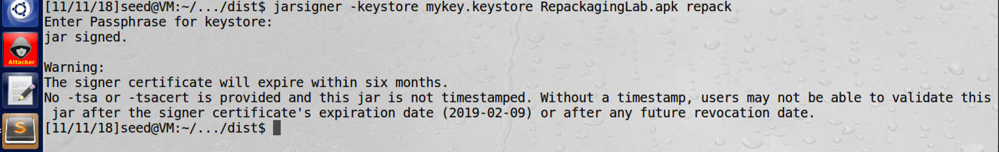 [11/11/18]seed@VM:~/.../dist$ jarsigner -keystore mykey.keystore RepackagingLab.apk repack
Enter Passphrase for keystore:
jar signed.
Warning:
The signer certificate will expire within six months.
No -tsa or -tsacert is provided and this jar is not timestamped. Without a timestamp, users may not be able to validate this
jar after the signer certificate's expiration date (2019-02-09) or after any future revocation date.
[11/11/18]seed@VM:~/.../dist$
Attacker
S